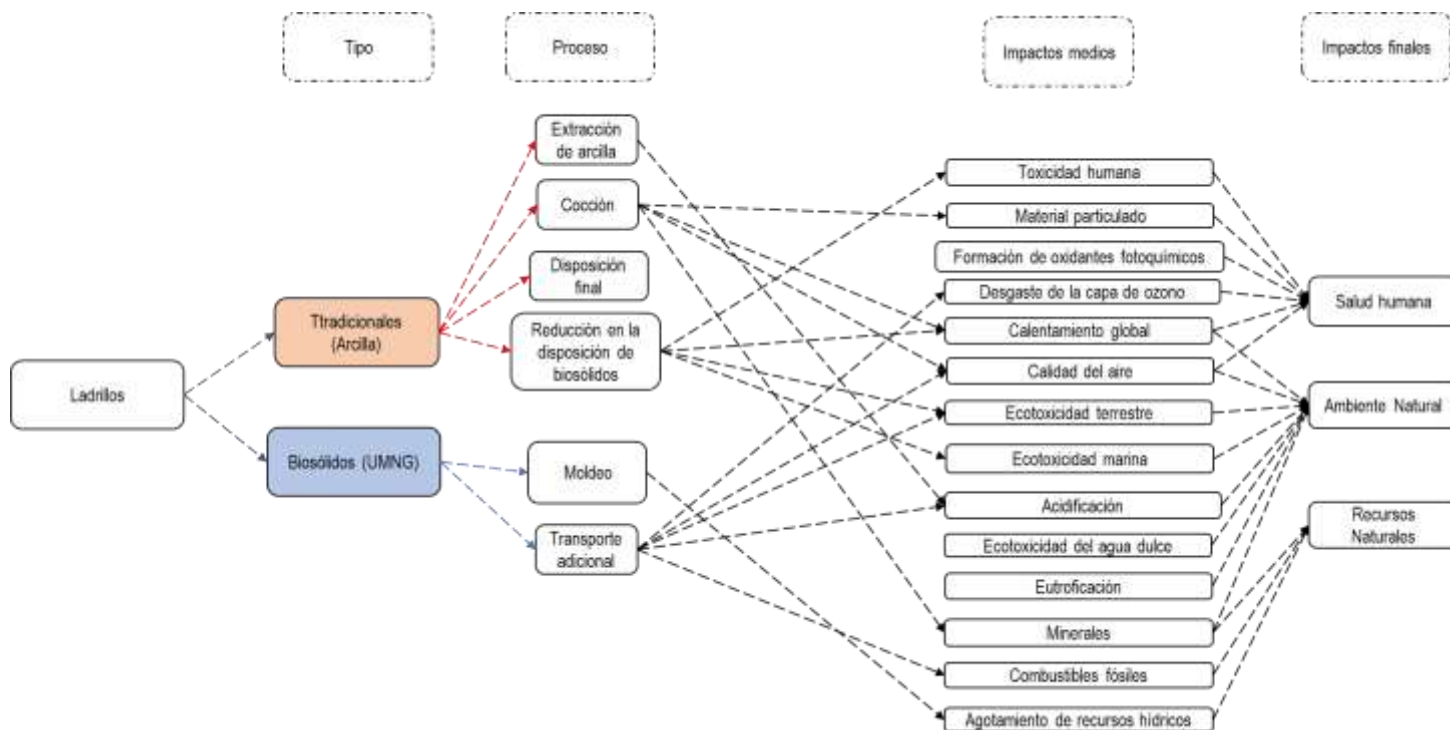 Tipo
Proceso
Impactos medios
Impactos finales
Extracción
de arcilla
Cocción
Disposición
final
Reducción en la
disposición de
biosólidos
Ttradicionales
(Arcilla)
Ladrillos
Biosólidos (UMNG)
Moldeo
Transporte
adicional
Toxicidad humana
Material particulado
Formación de oxidantes fotoquímicos
Desgaste de la capa de ozono
Calentamiento global
Calidad del aire
Ecotoxicidad terrestre
Ecotoxicidad marina
Acidificación
Ecotoxicidad del agua dulce
Eutroficación
Minerales
Combustibles fósiles
Agotamiento de recursos hídricos
Salud humana
Ambiente Natural
Recursos
Naturales